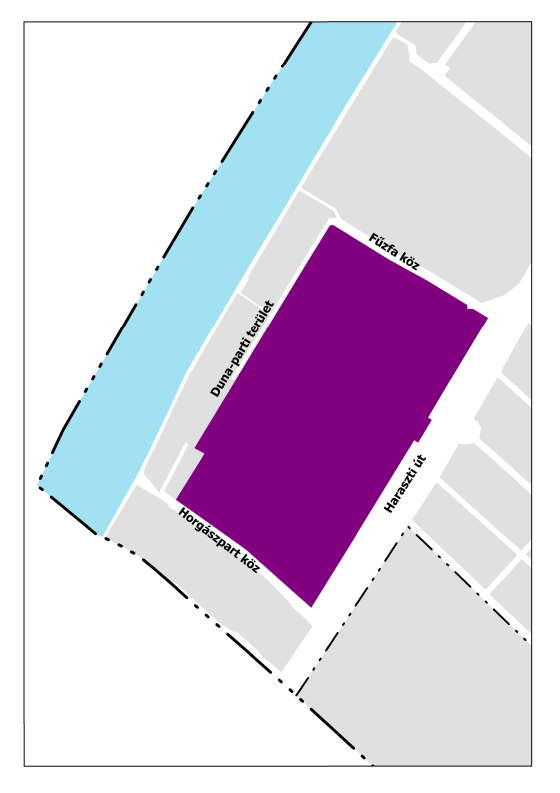 Fűzfa köz
Duna-parti terület
Haraszti út
Horgászpart köz